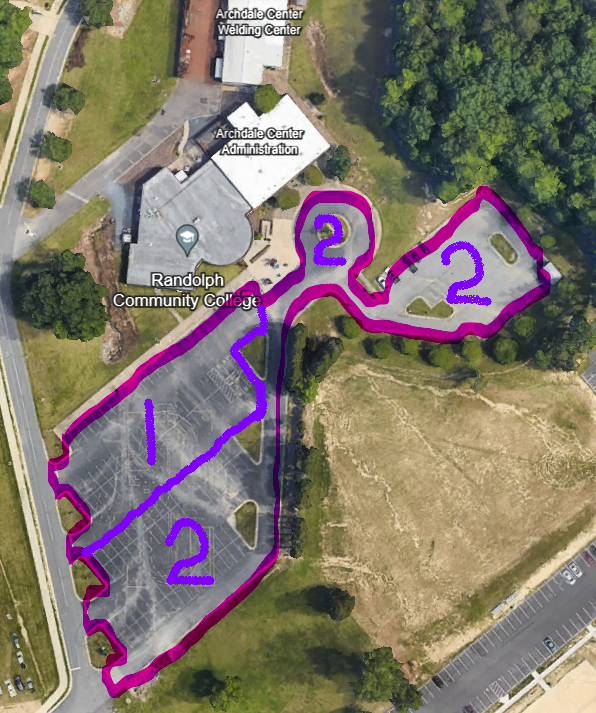 Archdale Center
Welding Center
Archdale Center
Administration
Randolph
Community College
2
2
1
2